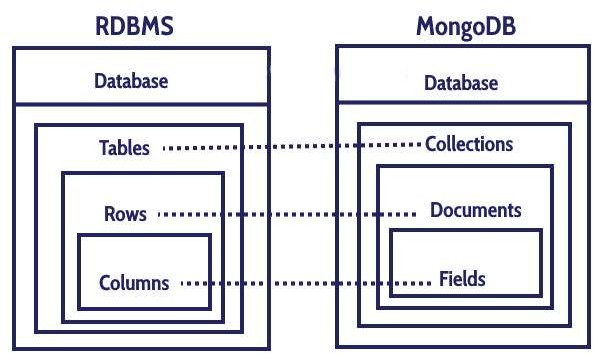 RDBMS
MongoDB
Database
Database
Tables
Collections
Rows
Documents
Columns
Fields